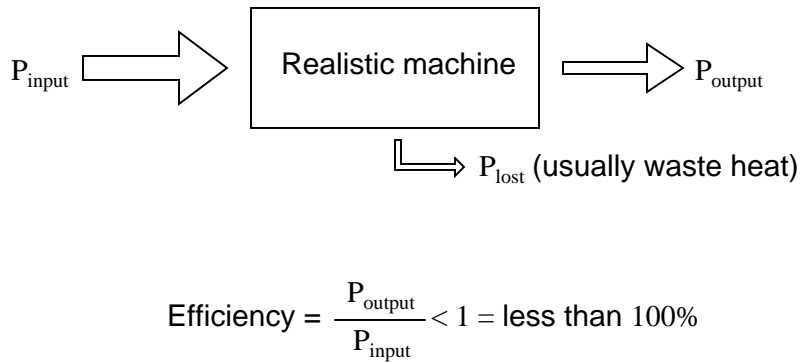 P_input Realistic machine P_output
P_lost (usually waste heat)
Efficiency = P_output / P_input < 1 = less than 100%